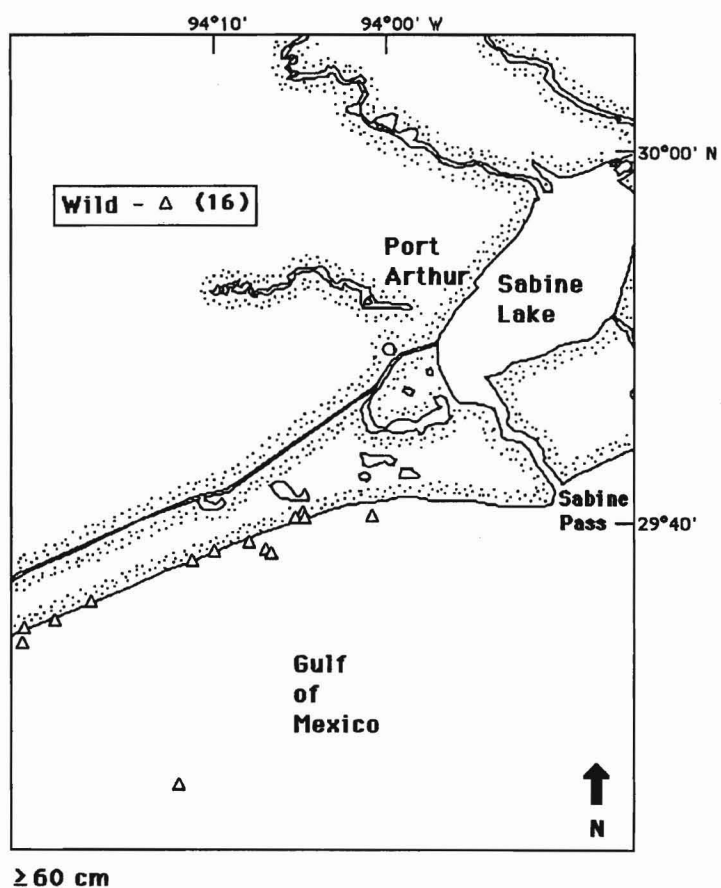 94°10' 94°00' W
30°00' N
Wild - △ (16)
Port
Arthur
Sabine
Lake
Sabine
Pass
29°40'
Gulf
of
Mexico
N
≥60 cm